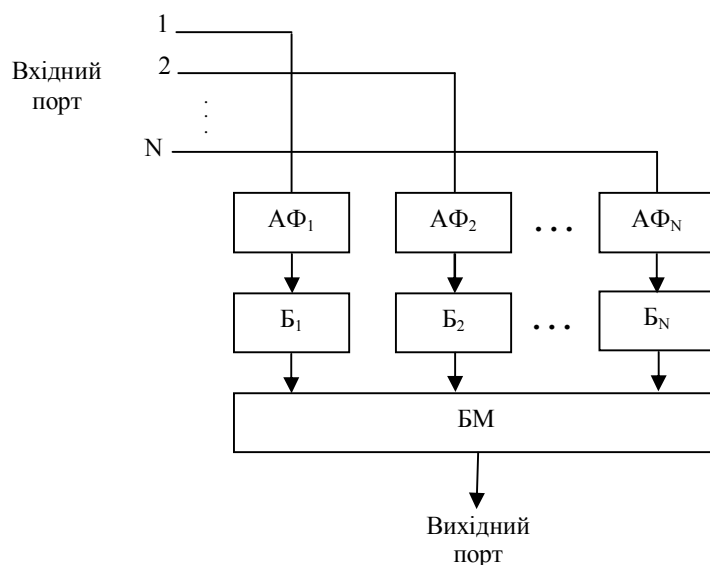 1
Вхідний
порт
2
N
АФ₁ АФ₂ ... АФN
Б₁ Б₂ ... БN
БМ
Вихідний
порт